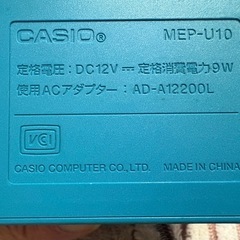 CASIO® MEP-U10
定格電圧：DC12V ⎓ 定格消費電力9W
使用ACアダプター：AD-A12200L
VCI
CASIO COMPUTER CO., LTD. MADE IN CHINA